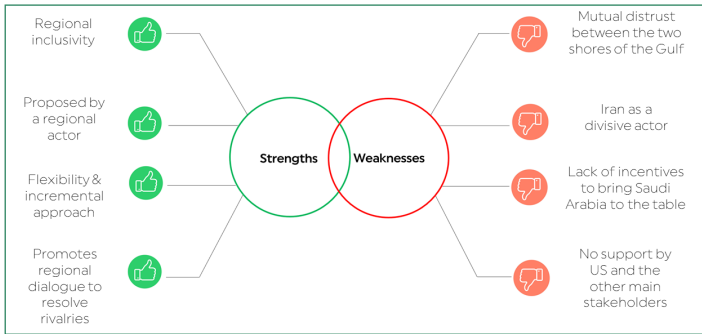 Regional
inclusivity
Proposed by
a regional
actor
Flexibility &
incremental
approach
Promotes
regional
dialogue to
resolve
rivalries
Strengths
Weaknesses
Mutual distrust
between the two
shores of the Gulf
Iran as a
divisive actor
Lack of incentives
to bring Saudi
Arabia to the table
No support by
US and the
other main
stakeholders